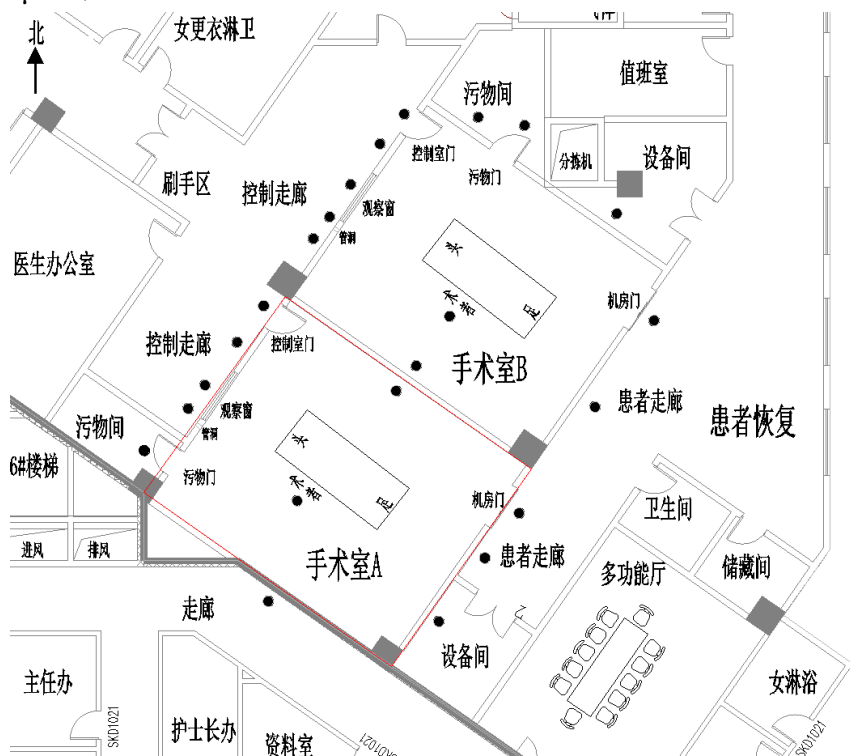 北
女更衣淋卫
污物间
值班室
控制室门
污物门
分拣机
设备间
刷手区
控制走廊
观察窗
管洞
医生办公室
头
术者
足
机房门
控制走廊
控制室门
手术室B
患者走廊
患者恢复
观察窗
管洞
污物间
6#楼梯
污物门
头
术者
足
机房门
卫生间
进风
排风
手术室A
患者走廊
多功能厅
储藏间
走廊
设备间
主任办
女淋浴
SKD1021
护士长办
资料室
SKD1021
SKD1021